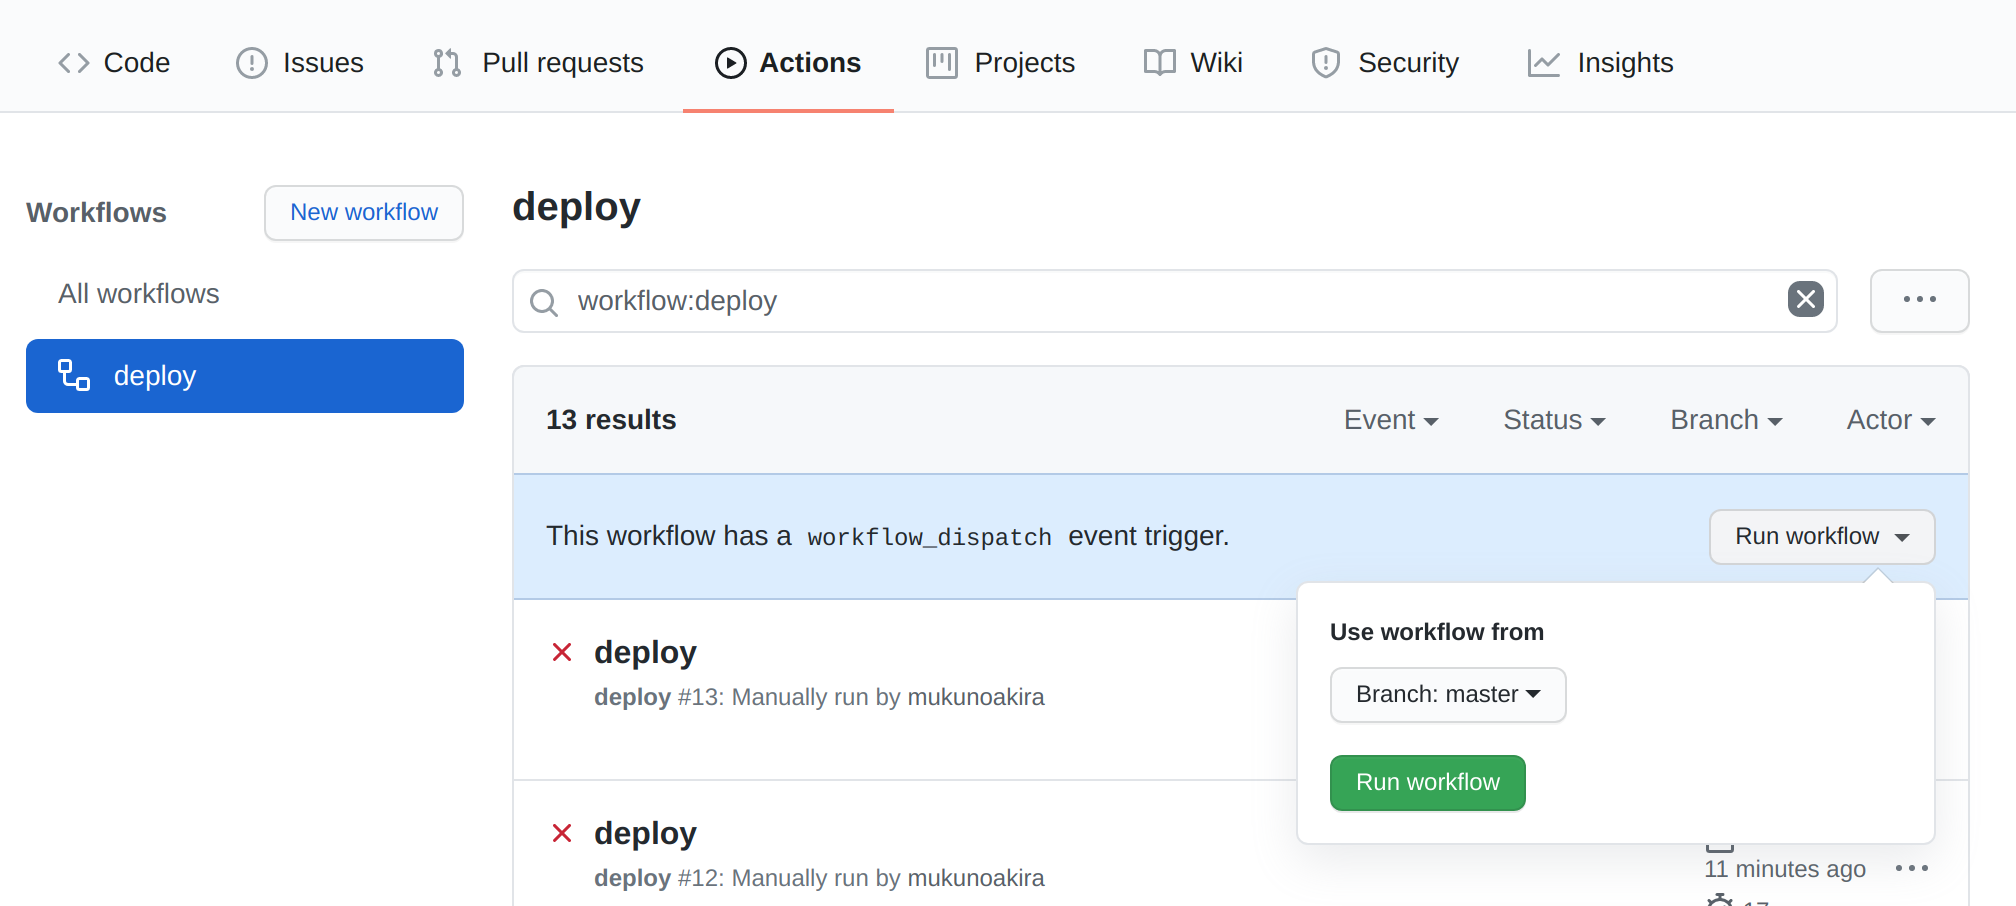 Code Issues Pull requests Actions Projects Wiki Security Insights
Workflows
New workflow
All workflows
deploy
deploy
workflow:deploy
13 results
Event Status Branch Actor
This workflow has a workflow_dispatch event trigger.
Run workflow
Use workflow from
Branch: master
Run workflow
deploy
deploy #13: Manually run by mukunoakira
deploy
deploy #12: Manually run by mukunoakira
11 minutes ago